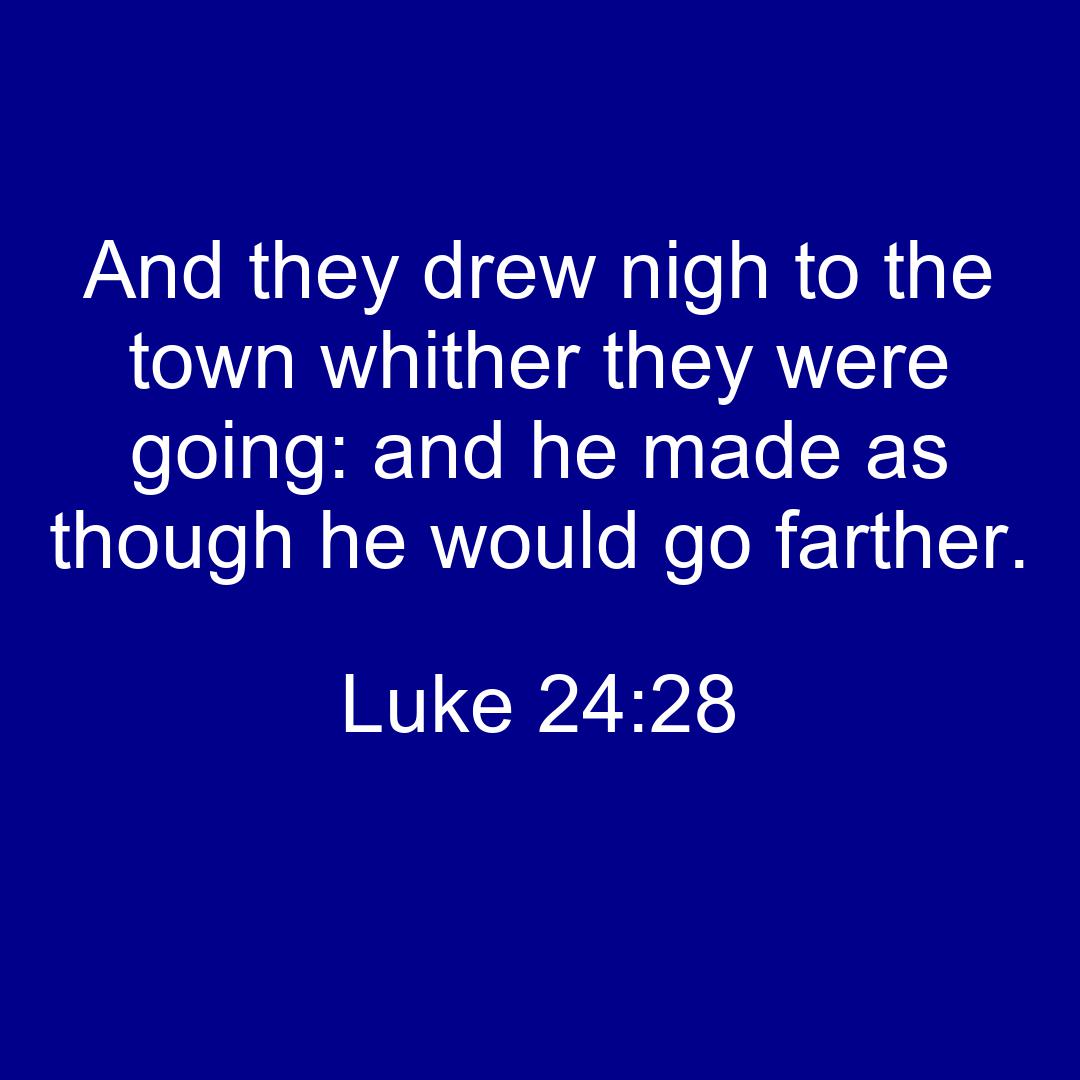 And they drew nigh to the
town whither they were
going: and he made as
though he would go farther.
Luke 24:28